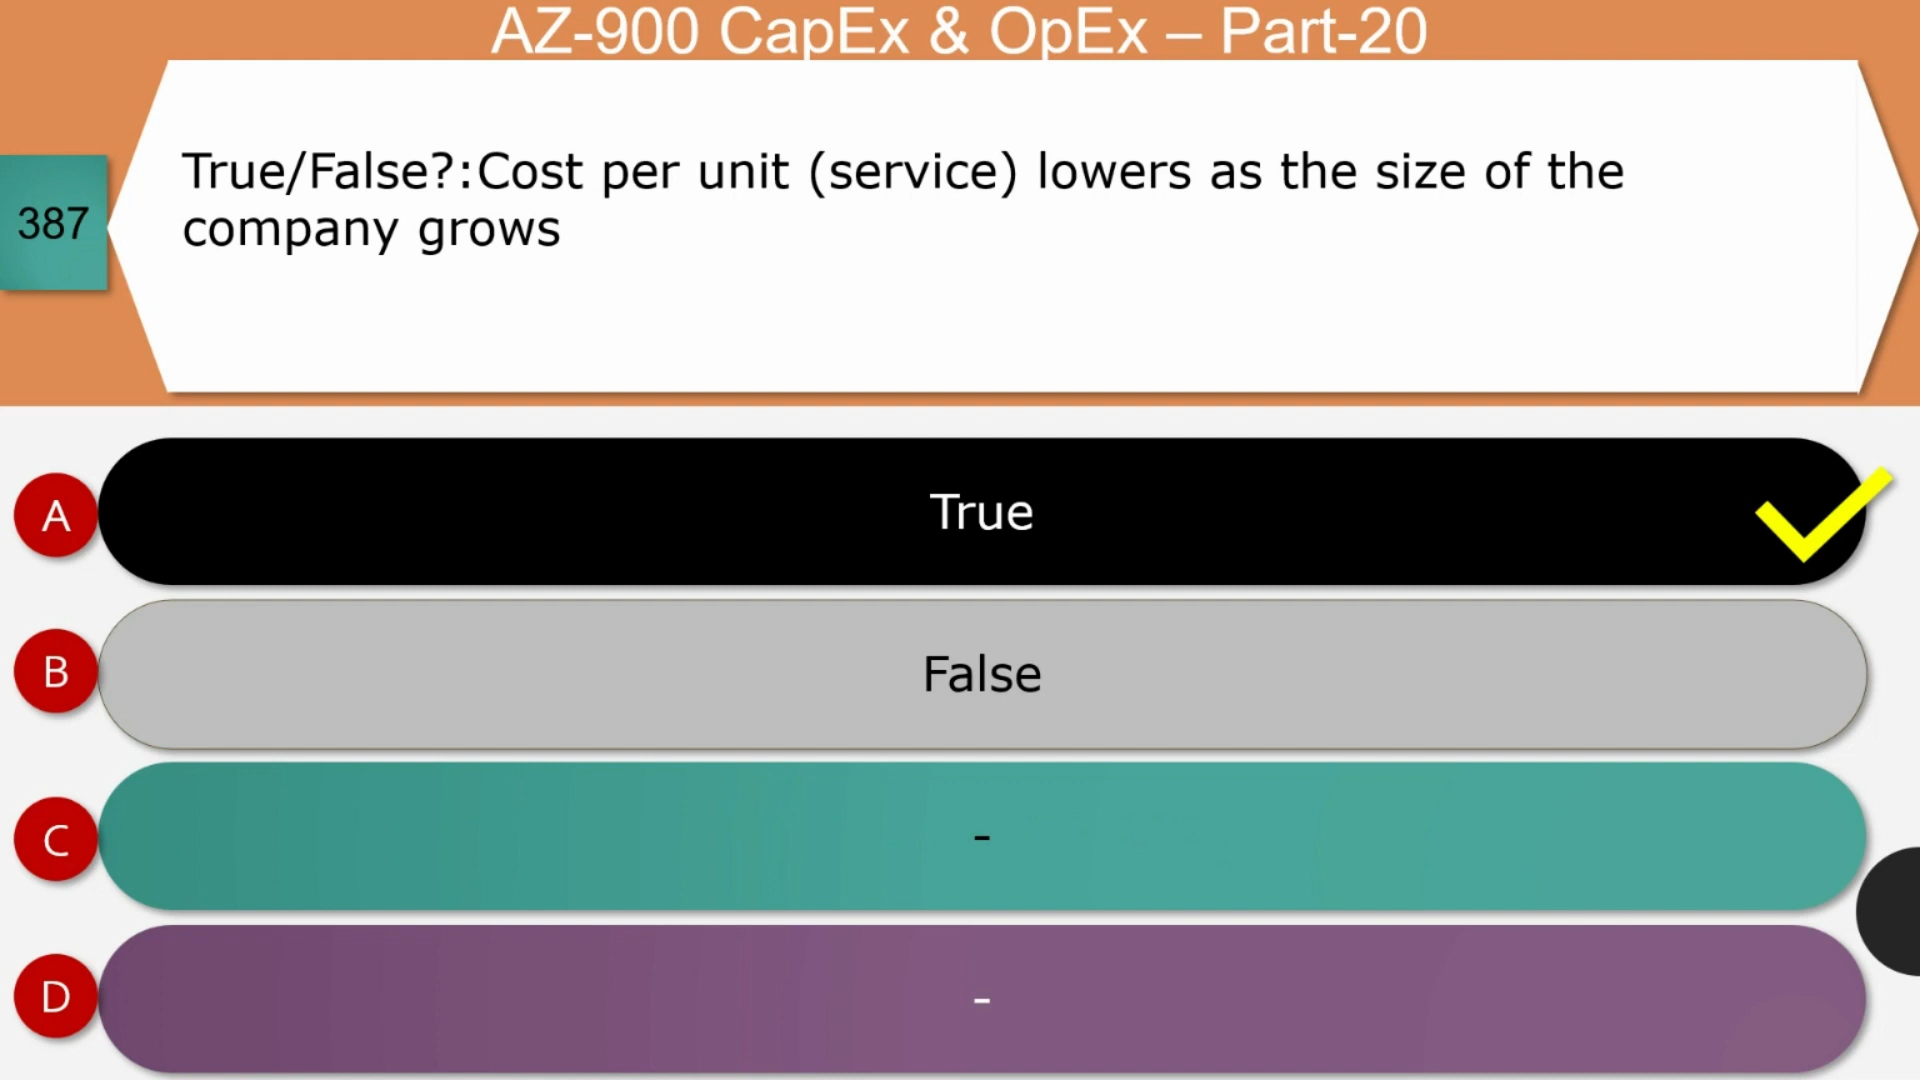 AZ-900 CapEx & OpEx – Part-20
387
True/False?:Cost per unit (service) lowers as the size of the
company grows
A
True
B
False
C
-
D
-